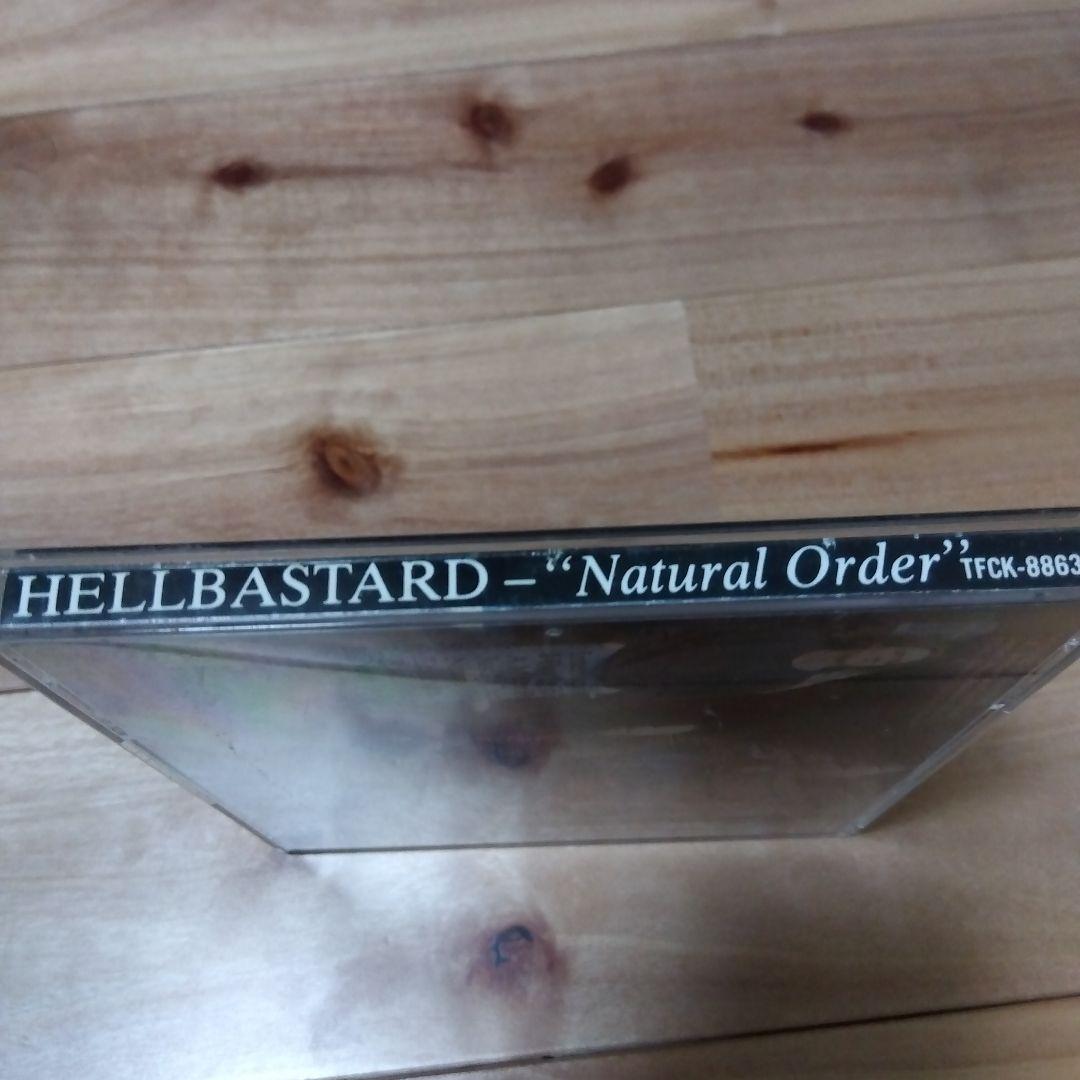 HELLBASTARD – “Natural Order” TFCK-8863